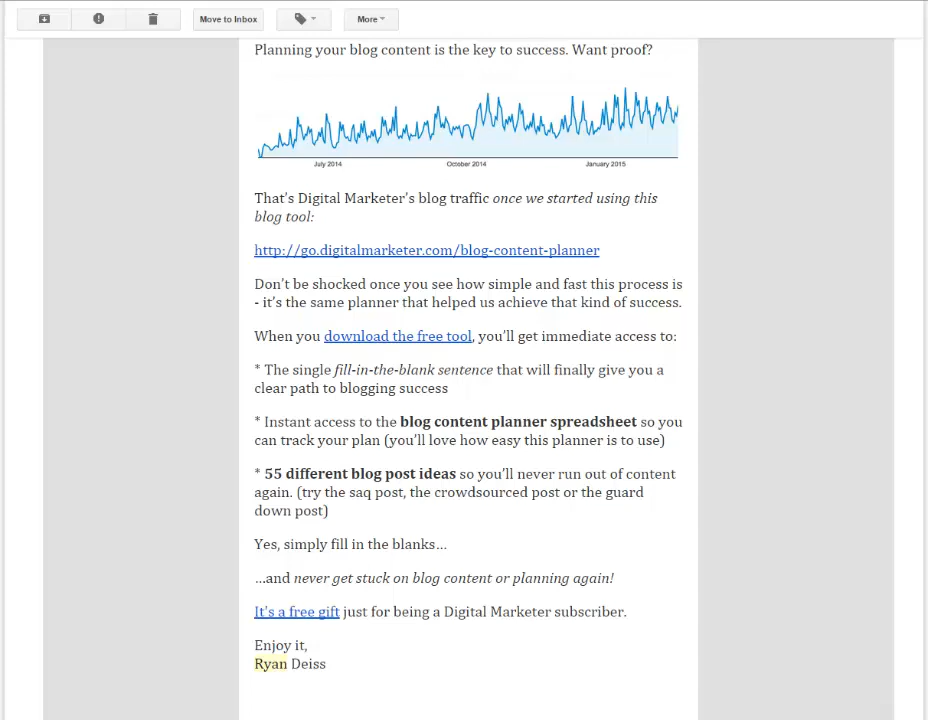 Move to Inbox
More
Planning your blog content is the key to success. Want proof?
July 2014
October 2014
January 2015
That's Digital Marketer's blog traffic once we started using this
blog tool:
http://go.digitalmarketer.com/blog-content-planner
Don't be shocked once you see how simple and fast this process is
- it's the same planner that helped us achieve that kind of success.
When you download the free tool, you'll get immediate access to:
* The single fill-in-the-blank sentence that will finally give you a
clear path to blogging success
* Instant access to the blog content planner spreadsheet so you
can track your plan (you'll love how easy this planner is to use)
* 55 different blog post ideas so you'll never run out of content
again. (try the saq post, the crowdsourced post or the guard
down post)
Yes, simply fill in the blanks…
…and never get stuck on blog content or planning again!
It's a free gift just for being a Digital Marketer subscriber.
Enjoy it,
Ryan Deiss